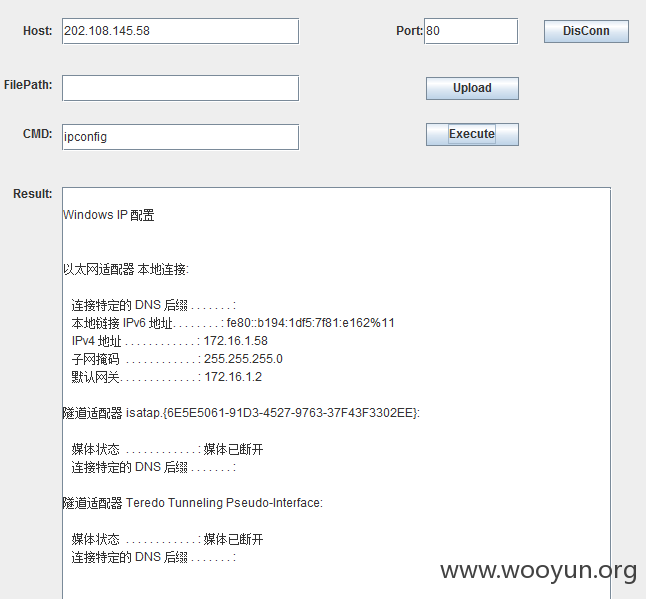 Host: 202.108.145.58 Port: 80 DisConn
FilePath: Upload
CMD: ipconfig Execute
Result:
Windows IP 配置
以太网适配器 本地连接:
连接特定的 DNS 后缀 . . . . . . . :
本地链接 IPv6 地址. . . . . . . . : fe80::b194:1df5:7f81:e162%11
IPv4 地址 . . . . . . . . . . . . : 172.16.1.58
子网掩码 . . . . . . . . . . . . : 255.255.255.0
默认网关. . . . . . . . . . . . . : 172.16.1.2
隧道适配器 isatap.{6E5E5061-91D3-4527-9763-37F43F3302EE}:
媒体状态 . . . . . . . . . . . . : 媒体已断开
连接特定的 DNS 后缀 . . . . . . . :
隧道适配器 Teredo Tunneling Pseudo-Interface:
媒体状态 . . . . . . . . . . . . : 媒体已断开
连接特定的 DNS 后缀 . . . . . . . :
www.wooyun.org